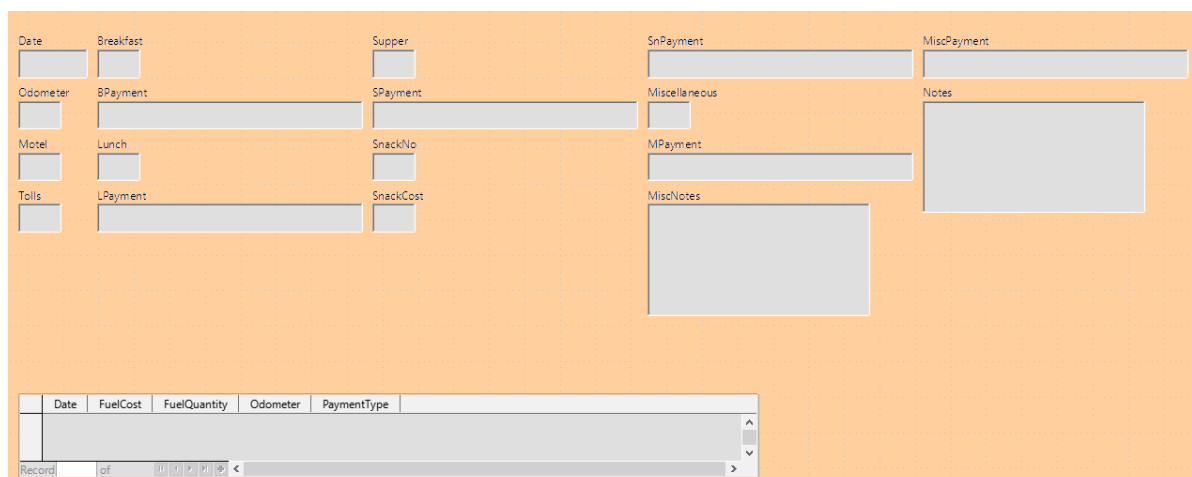 Date Breakfast Supper SnPayment MiscPayment
Odometer BPayment SPayment Miscellaneous Notes
Motel Lunch SnackNo MPayment
Tolls LPayment SnackCost MiscNotes
Date FuelCost FuelQuantity Odometer PaymentType
Record of